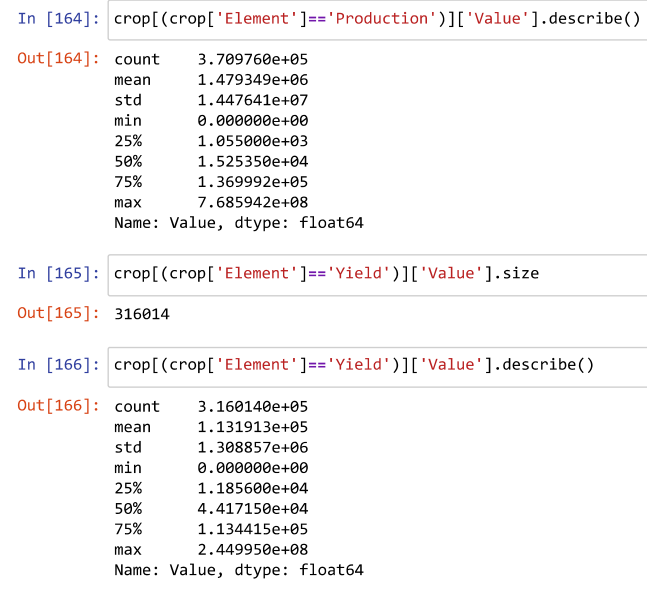 In [164]: crop[(crop['Element']=='Production')]['Value'].describe()
Out[164]: count    3.709760e+05
mean     1.479349e+06
std      1.447641e+07
min      0.000000e+00
25%      1.055000e+03
50%      1.525350e+04
75%      1.369992e+05
max      7.685942e+08
Name: Value, dtype: float64
In [165]: crop[(crop['Element']=='Yield')]['Value'].size
Out[165]: 316014
In [166]: crop[(crop['Element']=='Yield')]['Value'].describe()
Out[166]: count    3.160140e+05
mean     1.131913e+05
std      1.308857e+06
min      0.000000e+00
25%      1.185600e+04
50%      4.417150e+04
75%      1.134415e+05
max      2.449950e+08
Name: Value, dtype: float64